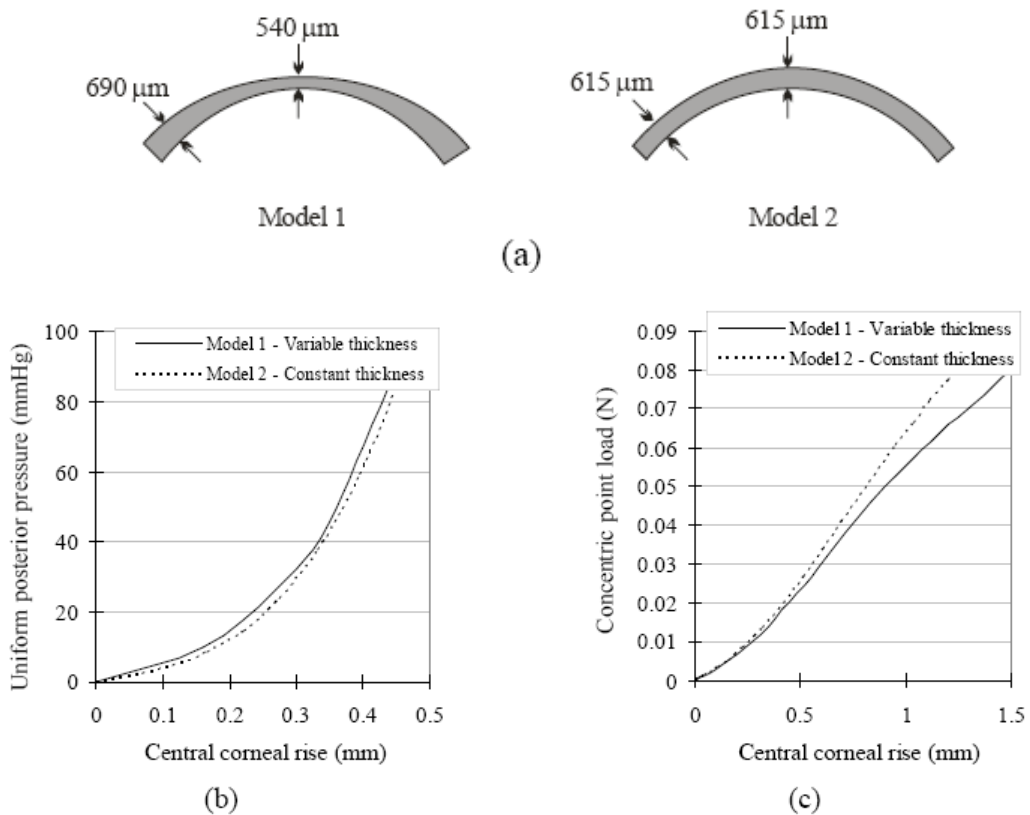 540 µm
615 µm
690 µm
615 µm
Model 1
Model 2
(a)
Uniform posterior pressure (mmHg)
100
80
60
40
20
0
Model 1 - Variable thickness
Model 2 - Constant thickness
0 0.1 0.2 0.3 0.4 0.5
Central corneal rise (mm)
(b)
Concentric point load (N)
0.09
0.08
0.07
0.06
0.05
0.04
0.03
0.02
0.01
0
Model 1 - Variable thickness
Model 2 - Constant thickness
0 0.5 1 1.5
Central corneal rise (mm)
(c)